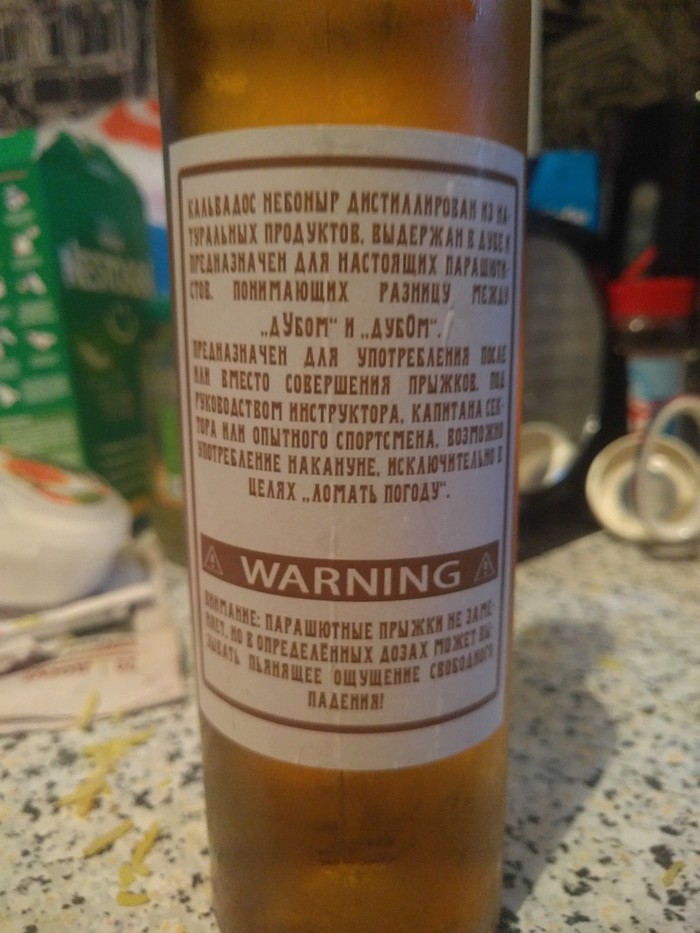 КАЛЬВАДОС НЕБОНЫР ДИСТИЛЛИРОВАН ИЗ НА-
ТУРАЛЬНЫХ ПРОДУКТОВ, ВЫДЕРЖАН В ДУБЕ И
ПРЕДНАЗНАЧЕН ДЛЯ НАСТОЯЩИХ ПАРАШЮТИ-
СТОВ, ПОНИМАЮЩИХ РАЗНИЦУ МЕЖДУ
„дУбом“ и „дубОм“.
ПРЕДНАЗНАЧЕН ДЛЯ УПОТРЕБЛЕНИЯ ПОСЛЕ
ИЛИ ВМЕСТО СОВЕРШЕНИЯ ПРЫЖКОВ, ПОД
РУКОВОДСТВОМ ИНСТРУКТОРА, КАПИТАНА СЕК-
ТОРА ИЛИ ОПЫТНОГО СПОРТСМЕНА. ВОЗМОЖНО
УПОТРЕБЛЕНИЕ НАКАНУНЕ, ИСКЛЮЧИТЕЛЬНО В
ЦЕЛЯХ „ЛОМАТЬ ПОГОДУ“.
WARNING
ВНИМАНИЕ: ПАРАШЮТНЫЕ ПРЫЖКИ НЕ ЗАМЕ-
НЯЕТ, НО В ОПРЕДЕЛЁННЫХ ДОЗАХ МОЖЕТ ВЫ-
ЗЫВАТЬ ПЬЯНЯЩЕЕ ОЩУЩЕНИЕ СВОБОДНОГО
ПАДЕНИЯ!